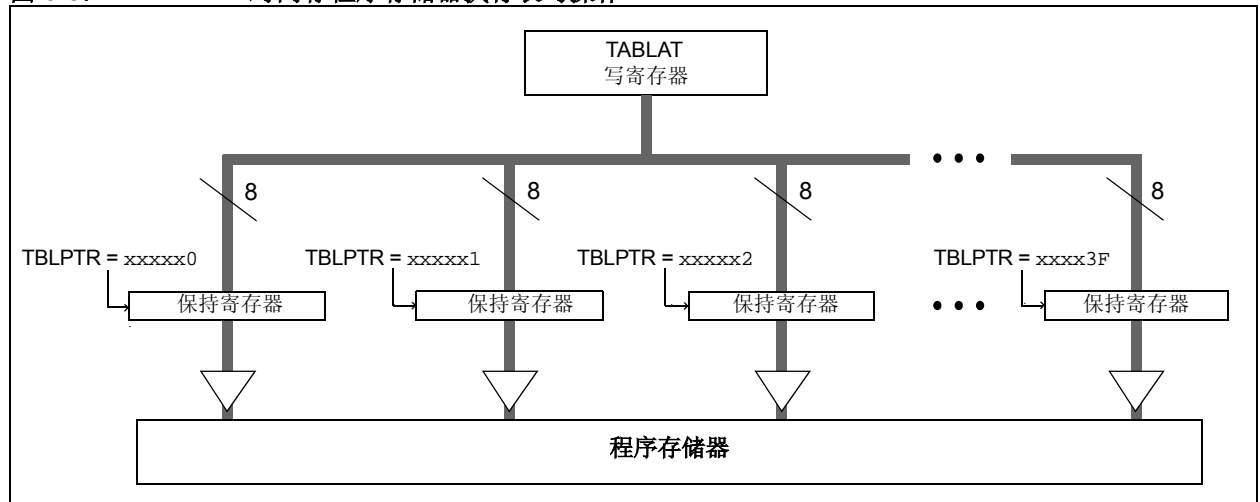 TABLAT
写寄存器
• • •
8
8
8
8
TBLPTR = xxxxx0
TBLPTR = xxxxx1
TBLPTR = xxxxx2
TBLPTR = xxxx3F
保持寄存器
保持寄存器
保持寄存器
• • •
保持寄存器
程序存储器